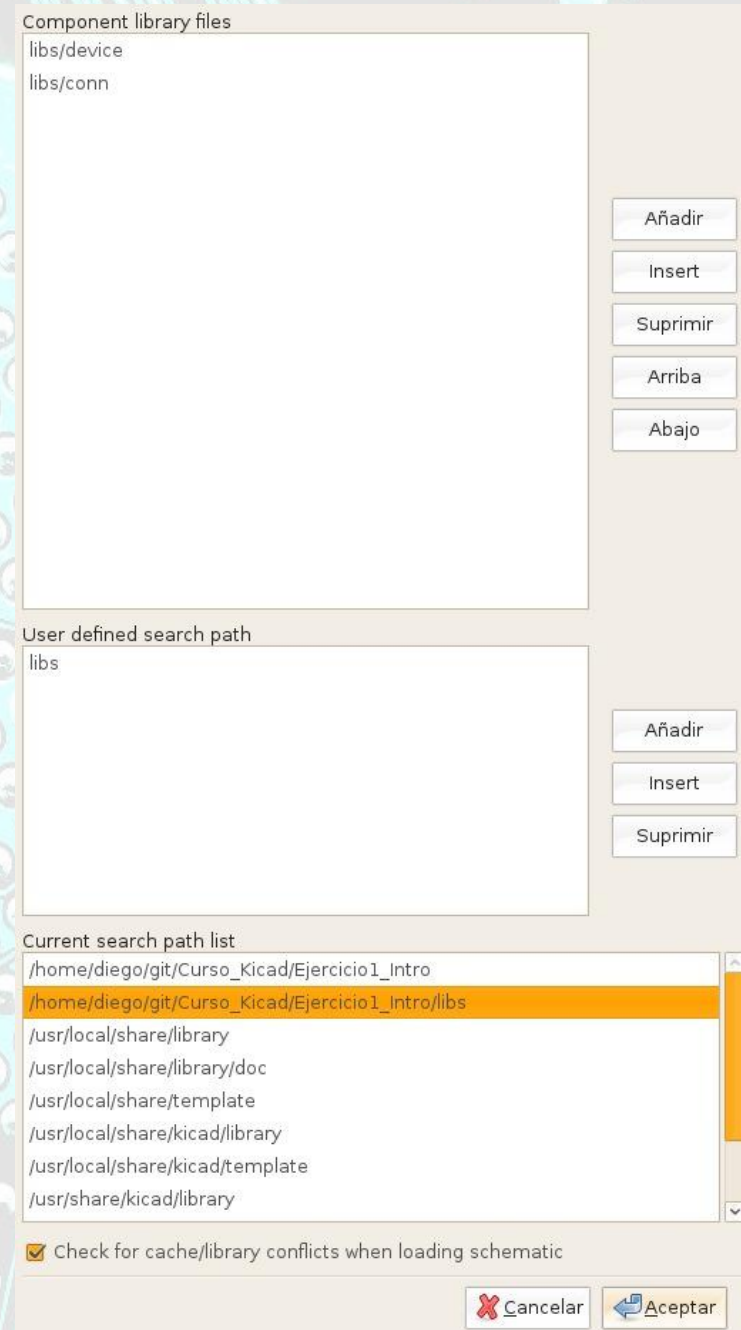 Component library files
libs/device
libs/conn
Añadir
Insert
Suprimir
Arriba
Abajo
User defined search path
libs
Añadir
Insert
Suprimir
Current search path list
/home/diego/git/Curso_Kicad/Ejercicio1_Intro
/home/diego/git/Curso_Kicad/Ejercicio1_Intro/libs
/usr/local/share/library
/usr/local/share/library/doc
/usr/local/share/template
/usr/local/share/kicad/library
/usr/local/share/kicad/template
/usr/share/kicad/library
Check for cache/library conflicts when loading schematic
Cancelar
Aceptar